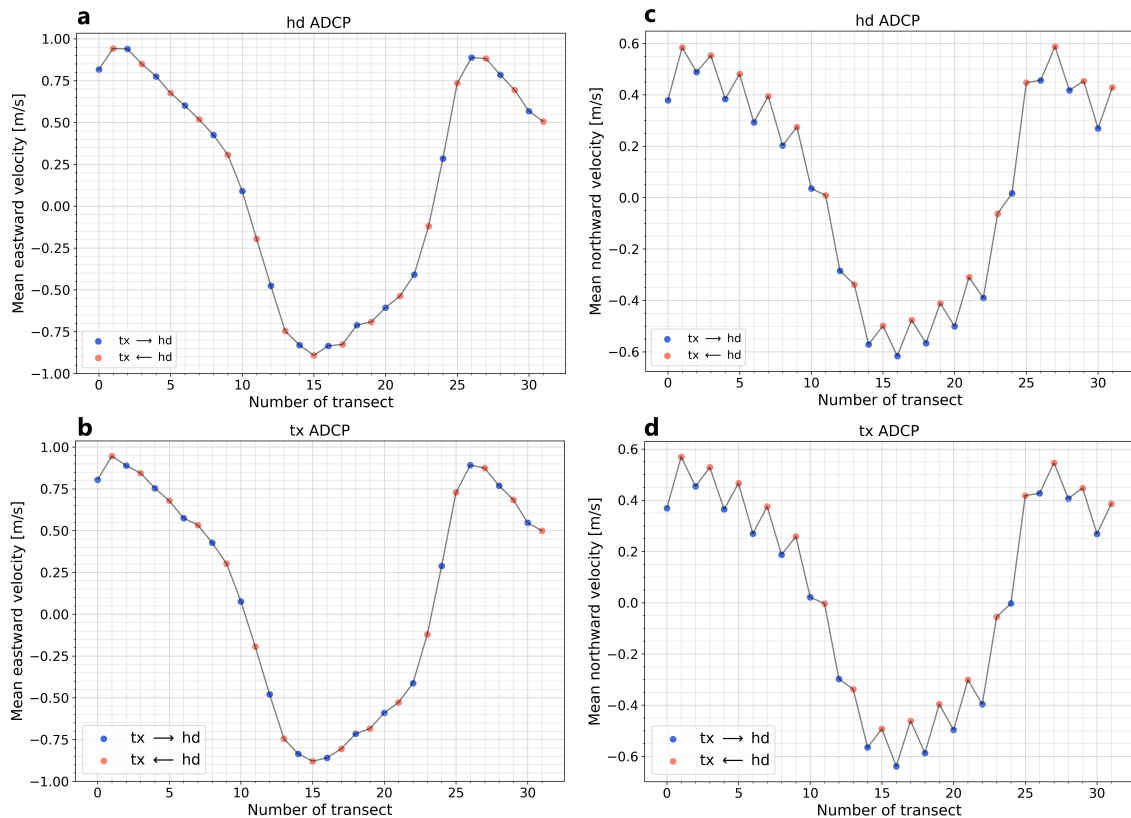 a
hd ADCP
Mean eastward velocity [m/s]
1.00
0.75
0.50
0.25
0.00
−0.25
−0.50
−0.75
−1.00
tx ⟶ hd
tx ⟵ hd
0 5 10 15 20 25 30
Number of transect
c
hd ADCP
Mean northward velocity [m/s]
0.6
0.4
0.2
0.0
−0.2
−0.4
−0.6
tx ⟶ hd
tx ⟵ hd
0 5 10 15 20 25 30
Number of transect
b
tx ADCP
Mean eastward velocity [m/s]
1.00
0.75
0.50
0.25
0.00
−0.25
−0.50
−0.75
−1.00
tx ⟶ hd
tx ⟵ hd
0 5 10 15 20 25 30
Number of transect
d
tx ADCP
Mean northward velocity [m/s]
0.6
0.4
0.2
0.0
−0.2
−0.4
−0.6
tx ⟶ hd
tx ⟵ hd
0 5 10 15 20 25 30
Number of transect